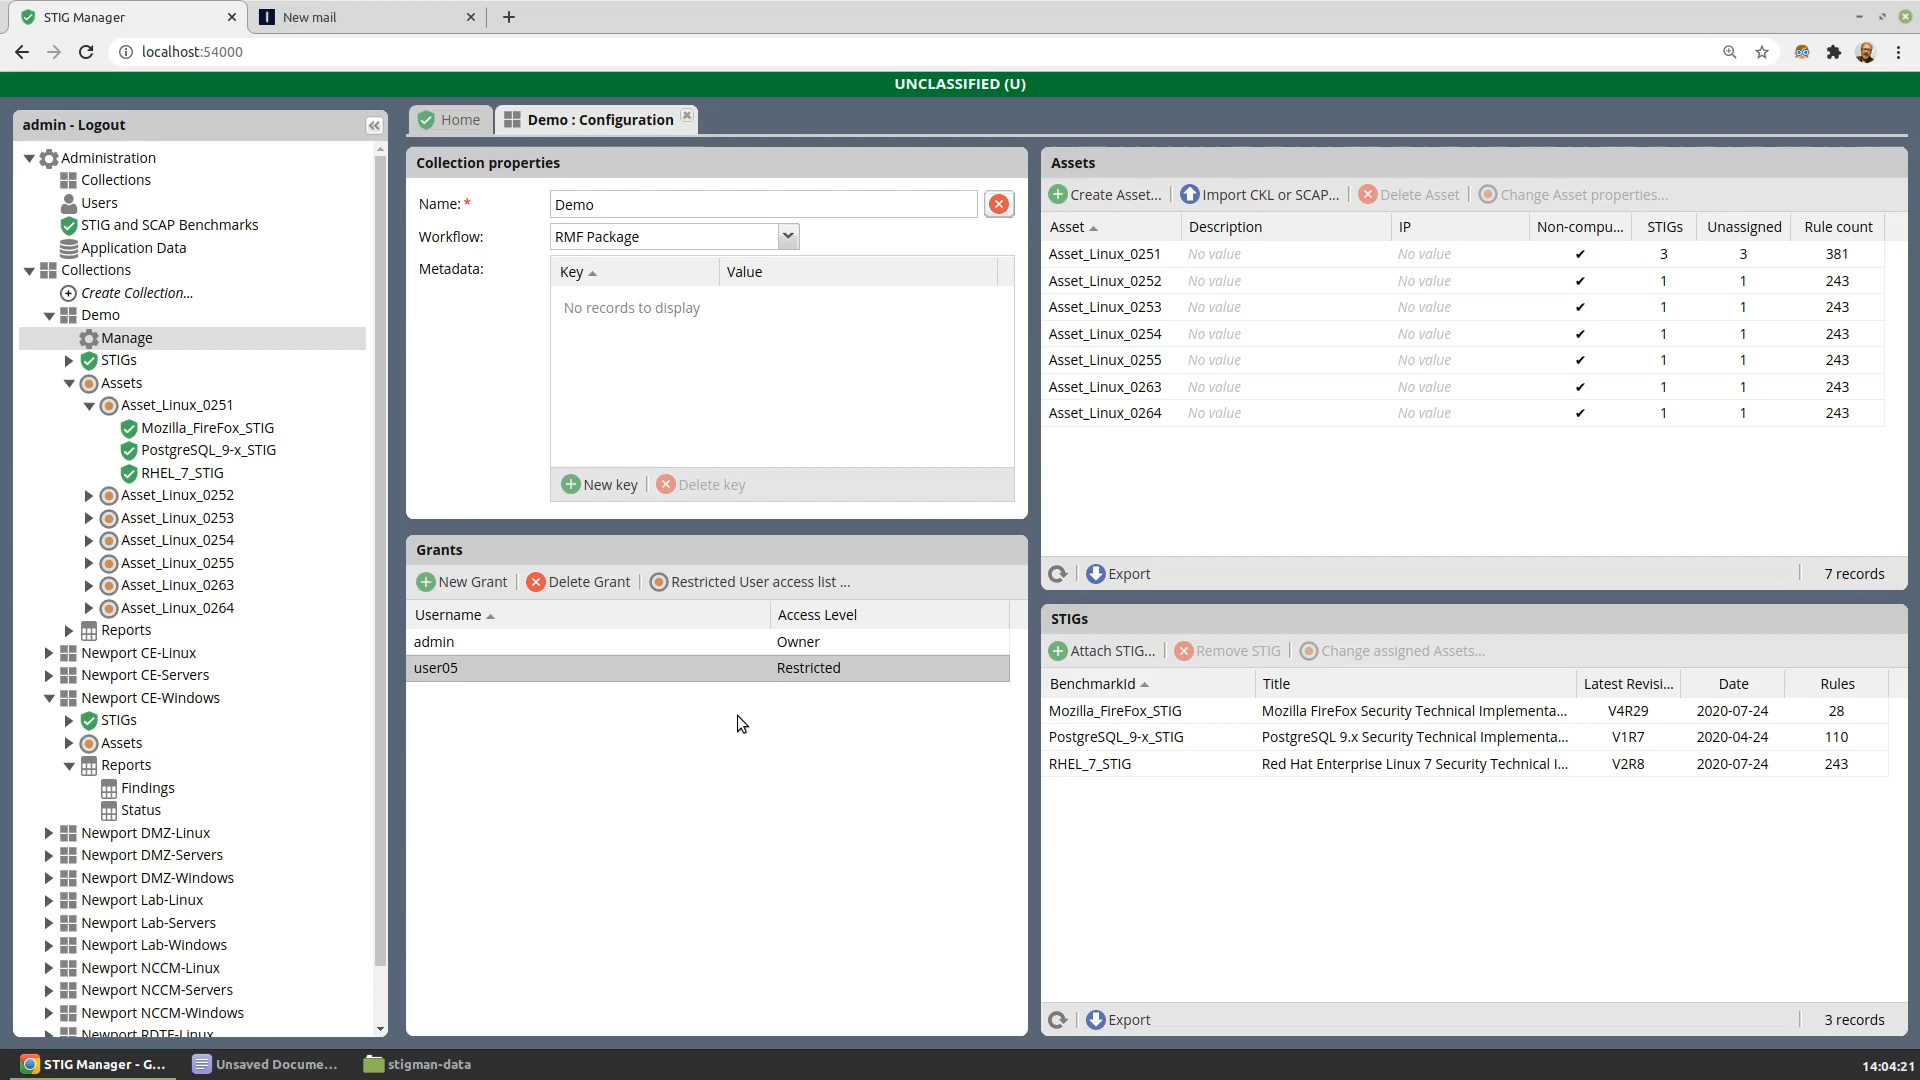 STIG Manager
New mail
localhost:54000
UNCLASSIFIED (U)
admin - Logout
Administration
Collections
Users
STIG and SCAP Benchmarks
Application Data
Collections
Create Collection...
Demo
Manage
STIGs
Assets
Asset_Linux_0251
Mozilla_FireFox_STIG
PostgreSQL_9-x_STIG
RHEL_7_STIG
Asset_Linux_0252
Asset_Linux_0253
Asset_Linux_0254
Asset_Linux_0255
Asset_Linux_0263
Asset_Linux_0264
Reports
Newport CE-Linux
Newport CE-Servers
Newport CE-Windows
STIGs
Assets
Reports
Findings
Status
Newport DMZ-Linux
Newport DMZ-Servers
Newport DMZ-Windows
Newport Lab-Linux
Newport Lab-Servers
Newport Lab-Windows
Newport NCCM-Linux
Newport NCCM-Servers
Newport NCCM-Windows
Newport RDTE-Linux
Home
Demo : Configuration
Collection properties
Name:*
Demo
Workflow:
RMF Package
Metadata:
Key Value
No records to display
New key Delete key
Grants
New Grant Delete Grant Restricted User access list ...
Username Access Level
admin Owner
user05 Restricted
Assets
Create Asset... Import CKL or SCAP... Delete Asset Change Asset properties...
Asset Description IP Non-compu... STIGs Unassigned Rule count
Asset_Linux_0251 No value No value ✔ 3 3 381
Asset_Linux_0252 No value No value ✔ 1 1 243
Asset_Linux_0253 No value No value ✔ 1 1 243
Asset_Linux_0254 No value No value ✔ 1 1 243
Asset_Linux_0255 No value No value ✔ 1 1 243
Asset_Linux_0263 No value No value ✔ 1 1 243
Asset_Linux_0264 No value No value ✔ 1 1 243
Export 7 records
STIGs
Attach STIG... Remove STIG Change assigned Assets...
BenchmarkId Title Latest Revisi... Date Rules
Mozilla_FireFox_STIG Mozilla FireFox Security Technical Implementa... V4R29 2020-07-24 28
PostgreSQL_9-x_STIG PostgreSQL 9.x Security Technical Implementa... V1R7 2020-04-24 110
RHEL_7_STIG Red Hat Enterprise Linux 7 Security Technical I... V2R8 2020-07-24 243
Export 3 records
STIG Manager - G...
Unsaved Docume...
stigman-data
14:04:21